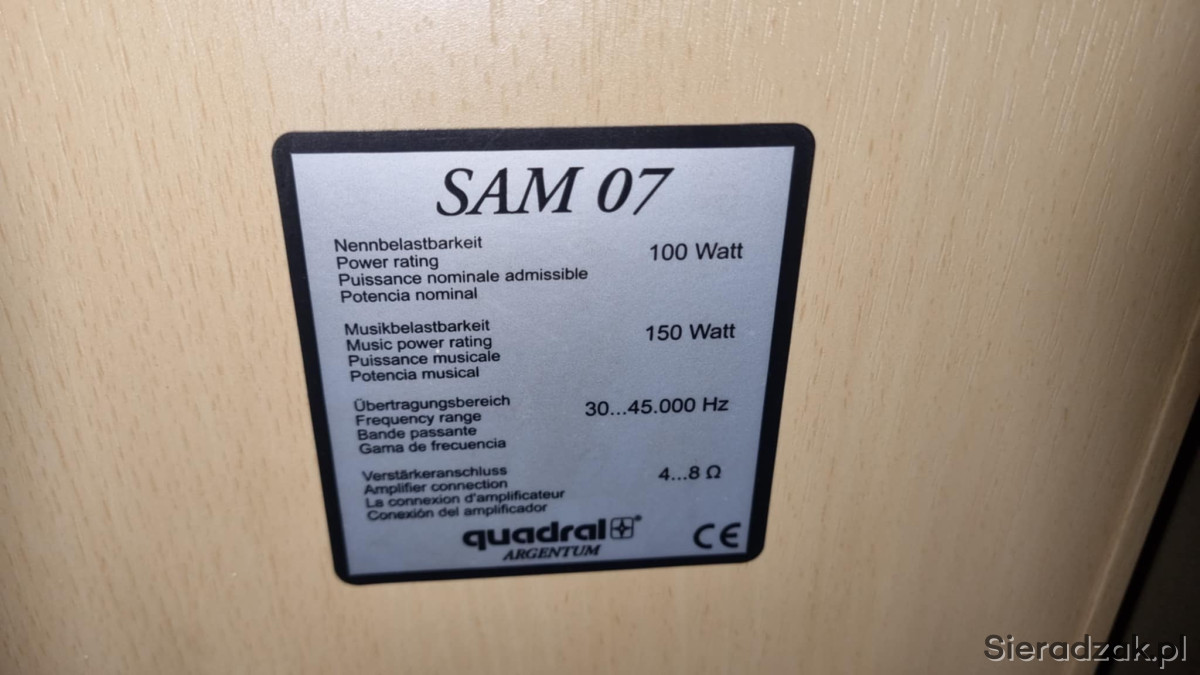 SAM 07
Nennbelastbarkeit
Power rating
Puissance nominale admissible
Potencia nominal
100 Watt
Musikbelastbarkeit
Music power rating
Puissance musicale
Potencia musical
150 Watt
Übertragungsbereich
Frequency range
Bande passante
Gama de frecuencia
30...45.000 Hz
Verstärkeranschluss
Amplifier connection
La connexion d'amplificateur
Conexión del amplificador
4...8 Ω
quadral®
ARGENTUM
CE
Sieradzak.pl